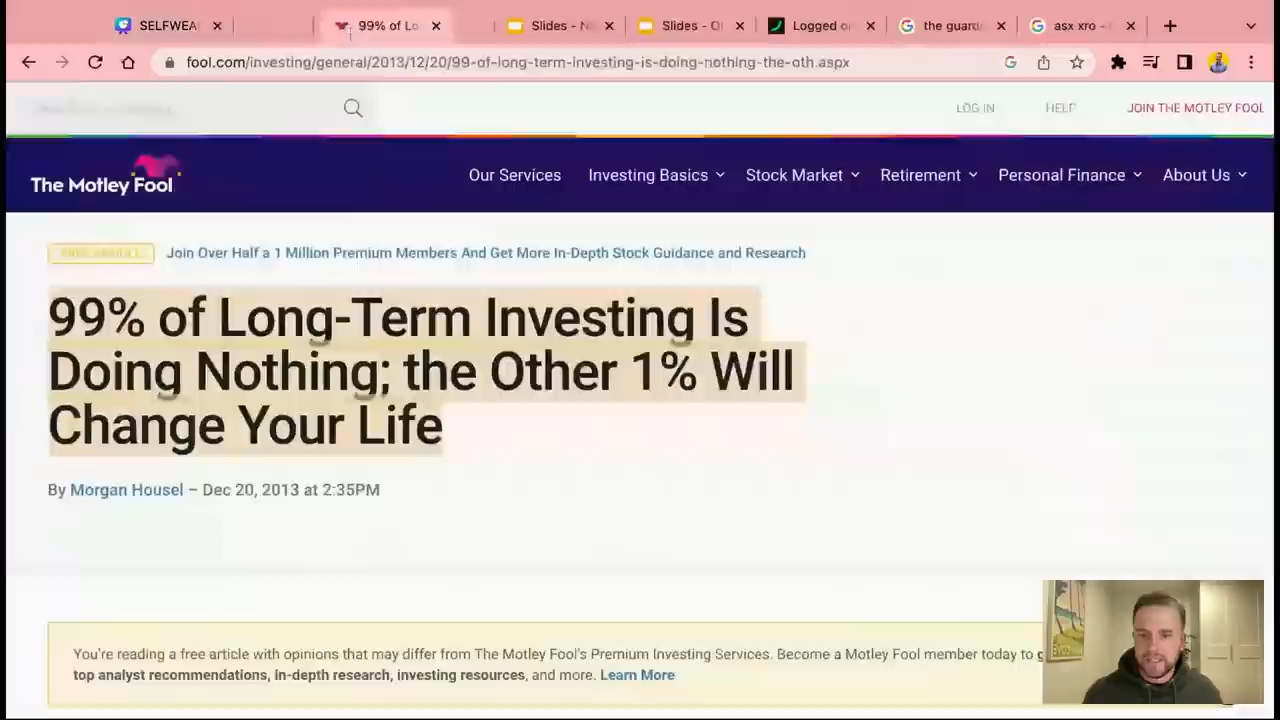 SELFWEA
99% of Lo
Slides - N
Slides - O
Logged o
the guard
asx xro -
fool.com/investing/general/2013/12/20/99-of-long-term-investing-is-doing-nothing-the-oth.aspx
LOG IN
HELP
JOIN THE MOTLEY FOOL
The Motley Fool
Our Services
Investing Basics
Stock Market
Retirement
Personal Finance
About Us
Join Over Half a 1 Million Premium Members And Get More In-Depth Stock Guidance and Research
99% of Long-Term Investing Is
Doing Nothing; the Other 1% Will
Change Your Life
By Morgan Housel – Dec 20, 2013 at 2:35PM
You're reading a free article with opinions that may differ from The Motley Fool's Premium Investing Services. Become a Motley Fool member today to g
top analyst recommendations, in-depth research, investing resources, and more. Learn More